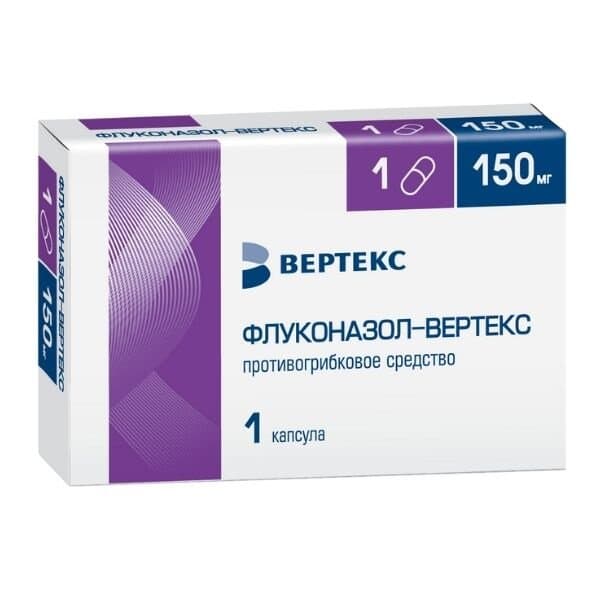 ФЛУКОНАЗОЛ-ВЕРТЕКС
1
150 мг
1
150 мг
ВЕРТЕКС
ФЛУКОНАЗОЛ-ВЕРТЕКС
противогрибковое средство
1 капсула
ФЛУКОНАЗОЛ-ВЕРТЕКС
1
150 мг